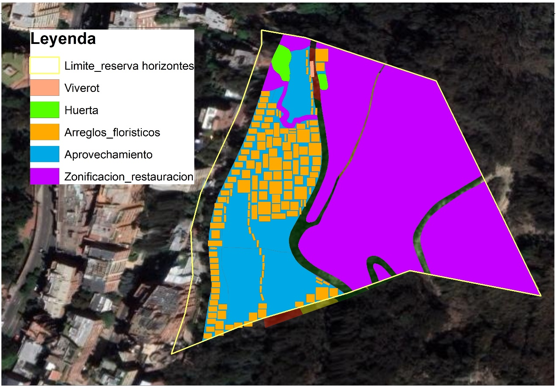 Leyenda
Limite_reserva horizontes
Viverot
Huerta
Arreglos_floristicos
Aprovechamiento
Zonificacion_restauracion